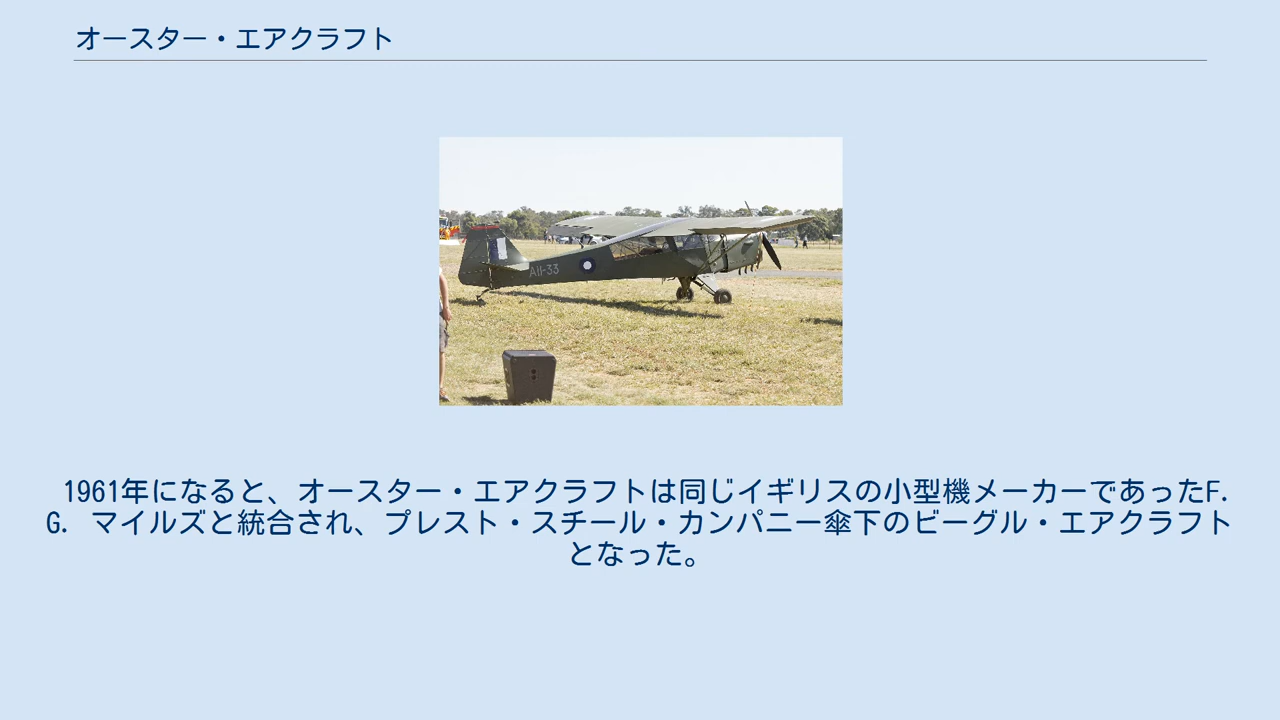 オースター・エアクラフト
A11-33
1961年になると、オースター・エアクラフトは同じイギリスの小型機メーカーであったF.
G. マイルズと統合され、プレスト・スチール・カンパニー傘下のビーグル・エアクラフト
となった。